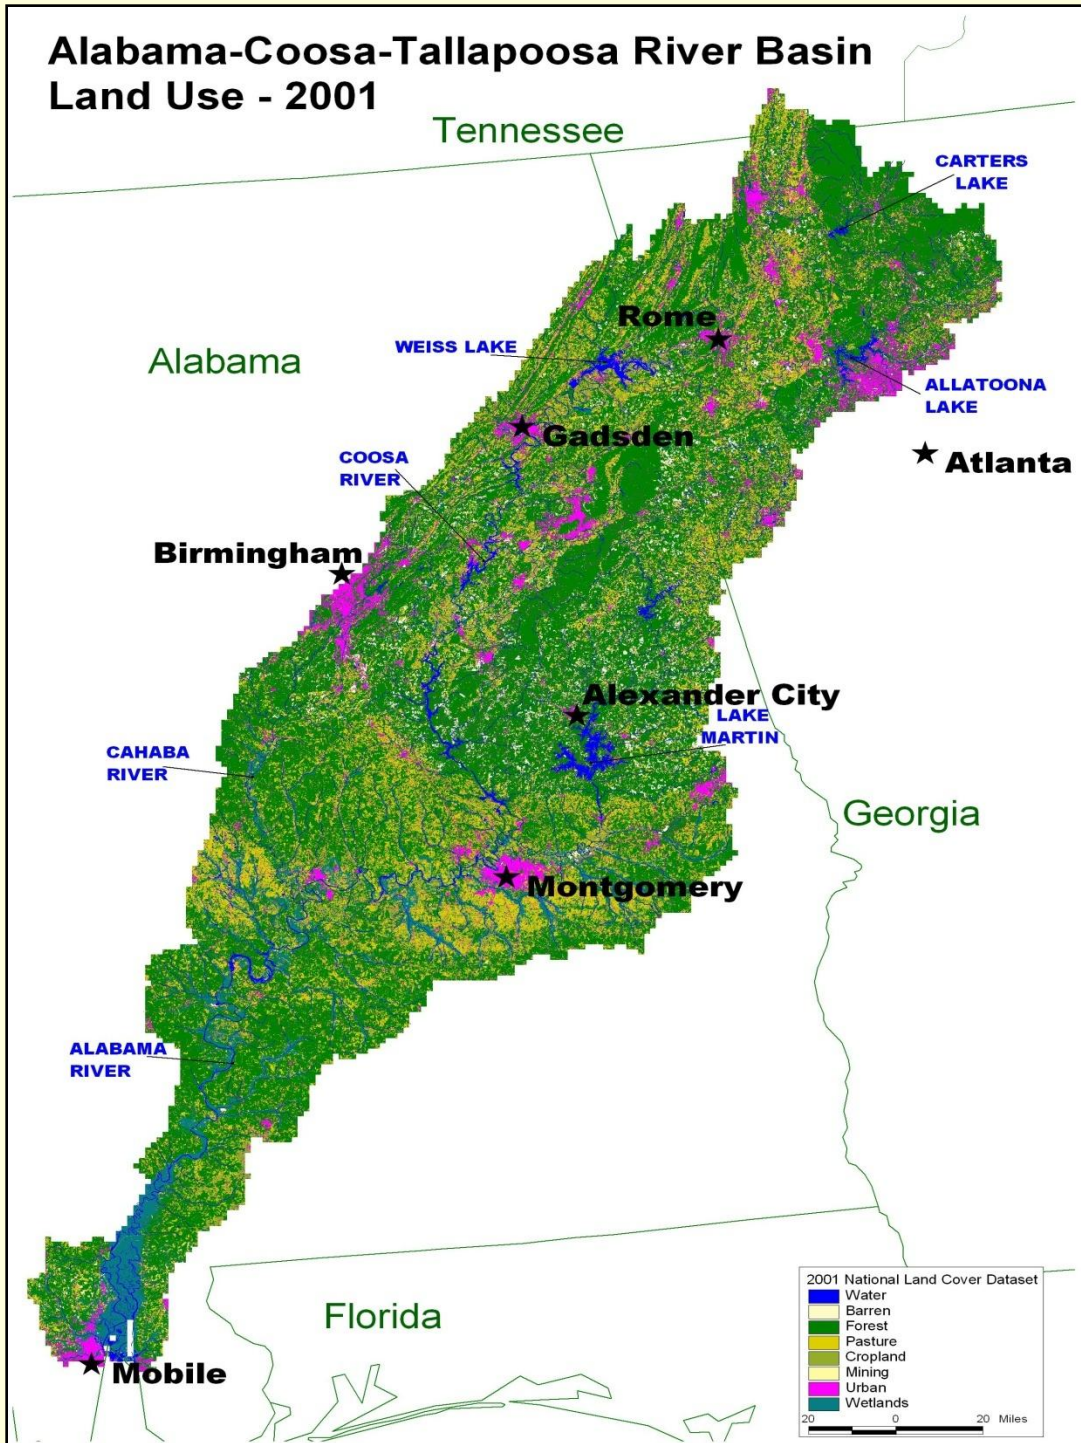 Alabama-Coosa-Tallapoosa River Basin
Land Use - 2001
Tennessee
CARTERS
LAKE
Rome
WEISS LAKE
Alabama
ALLATOONA
LAKE
Gadsden
COOSA
RIVER
Atlanta
Birmingham
Alexander City
LAKE
MARTIN
CAHABA
RIVER
Georgia
Montgomery
ALABAMA
RIVER
Florida
Mobile
2001 National Land Cover Dataset
Water
Barren
Forest
Pasture
Cropland
Mining
Urban
Wetlands
20 0 20 Miles